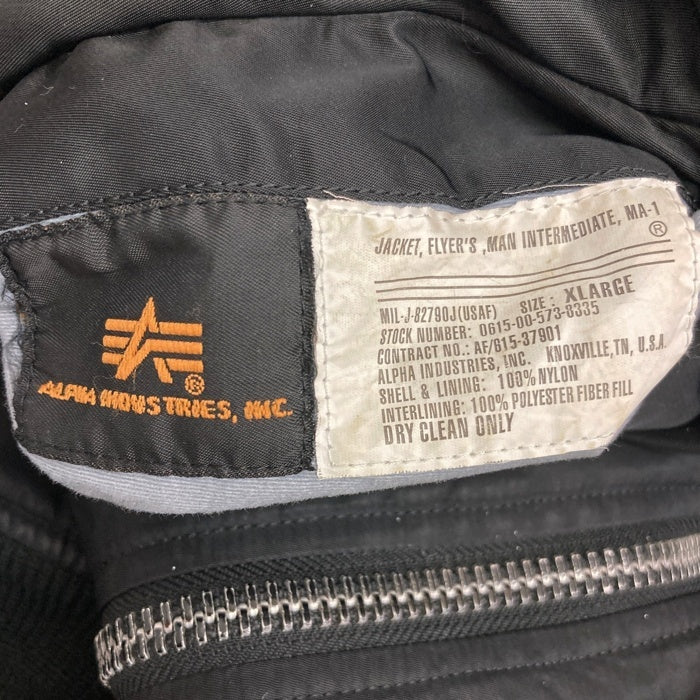 ALPHA INDUSTRIES, INC.
®
JACKET, FLYER'S ,MAN INTERMEDIATE, MA-1
®
MIL-J-82790J(USAF) SIZE : XLARGE
STOCK NUMBER: 0615-00-573-8335
CONTRACT NO.: AF/615-37901
ALPHA INDUSTRIES, INC. KNOXVILLE, TN, U.S.A.
SHELL & LINING: 100% NYLON
INTERLINING: 100% POLYESTER FIBER FILL
DRY CLEAN ONLY